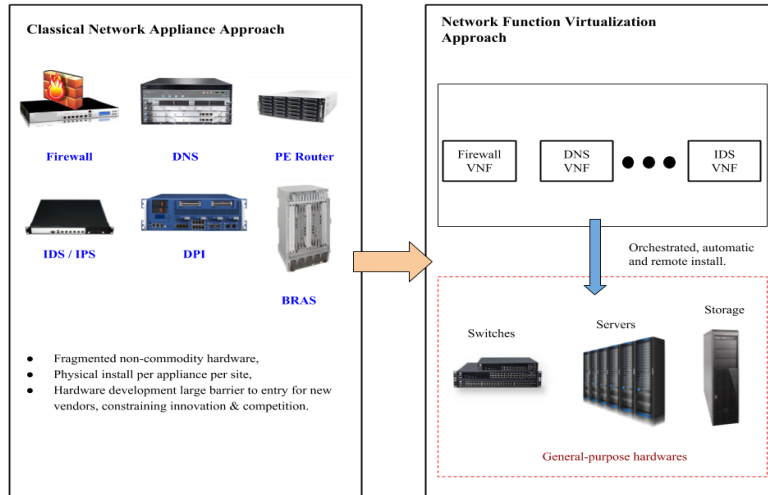 Classical Network Appliance Approach
Firewall
DNS
PE Router
IDS / IPS
DPI
BRAS
● Fragmented non-commodity hardware,
● Physical install per appliance per site,
● Hardware development large barrier to entry for new
vendors, constraining innovation & competition.
Network Function Virtualization
Approach
Firewall
VNF
DNS
VNF
IDS
VNF
Orchestrated, automatic
and remote install.
Switches
Servers
Storage
General-purpose hardwares